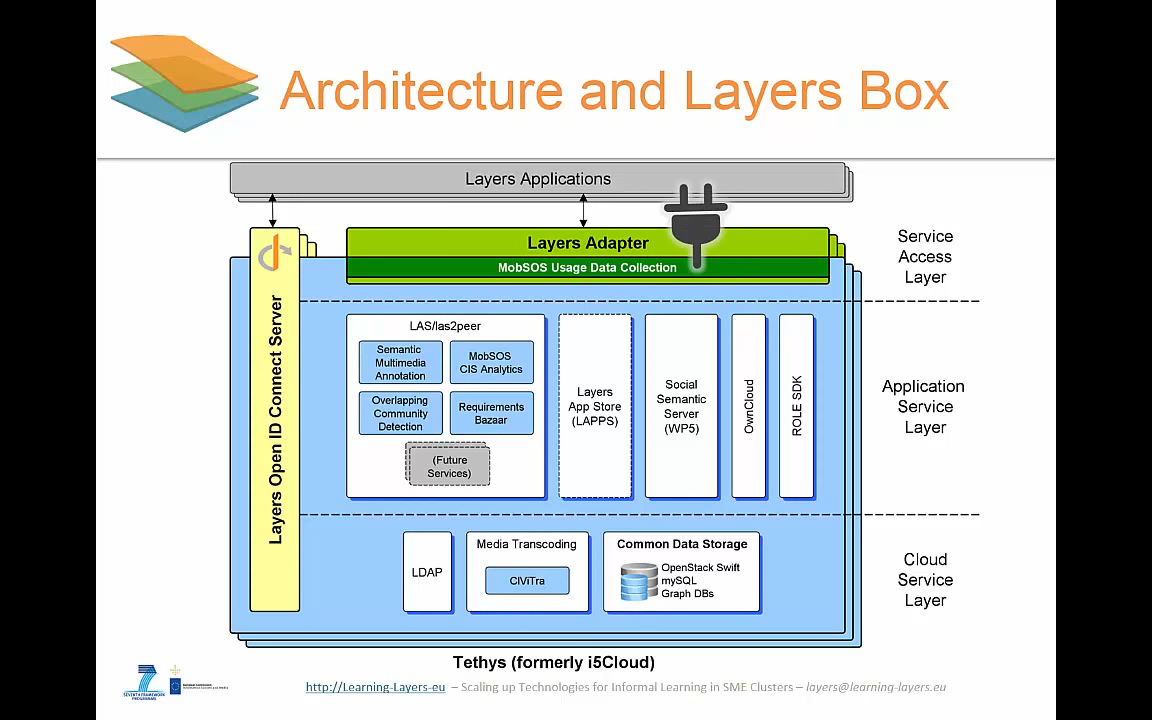 Architecture and Layers Box
Layers Applications
Layers Adapter
MobSOS Usage Data Collection
Service
Access
Layer
Layers Open ID Connect Server
LAS/las2peer
Semantic
Multimedia
Annotation
MobSOS
CIS Analytics
Overlapping
Community
Detection
Requirements
Bazaar
(Future
Services)
Layers
App Store
(LAPPS)
Social
Semantic
Server
(WP5)
OwnCloud
ROLE SDK
Application
Service
Layer
LDAP
Media Transcoding
CIViTra
Common Data Storage
OpenStack Swift
mySQL
Graph DBs
Cloud
Service
Layer
Tethys (formerly i5Cloud)
SEVENTH FRAMEWORK
PROGRAMME
http://Learning-Layers-eu – Scaling up Technologies for Informal Learning in SME Clusters – layers@learning-layers.eu